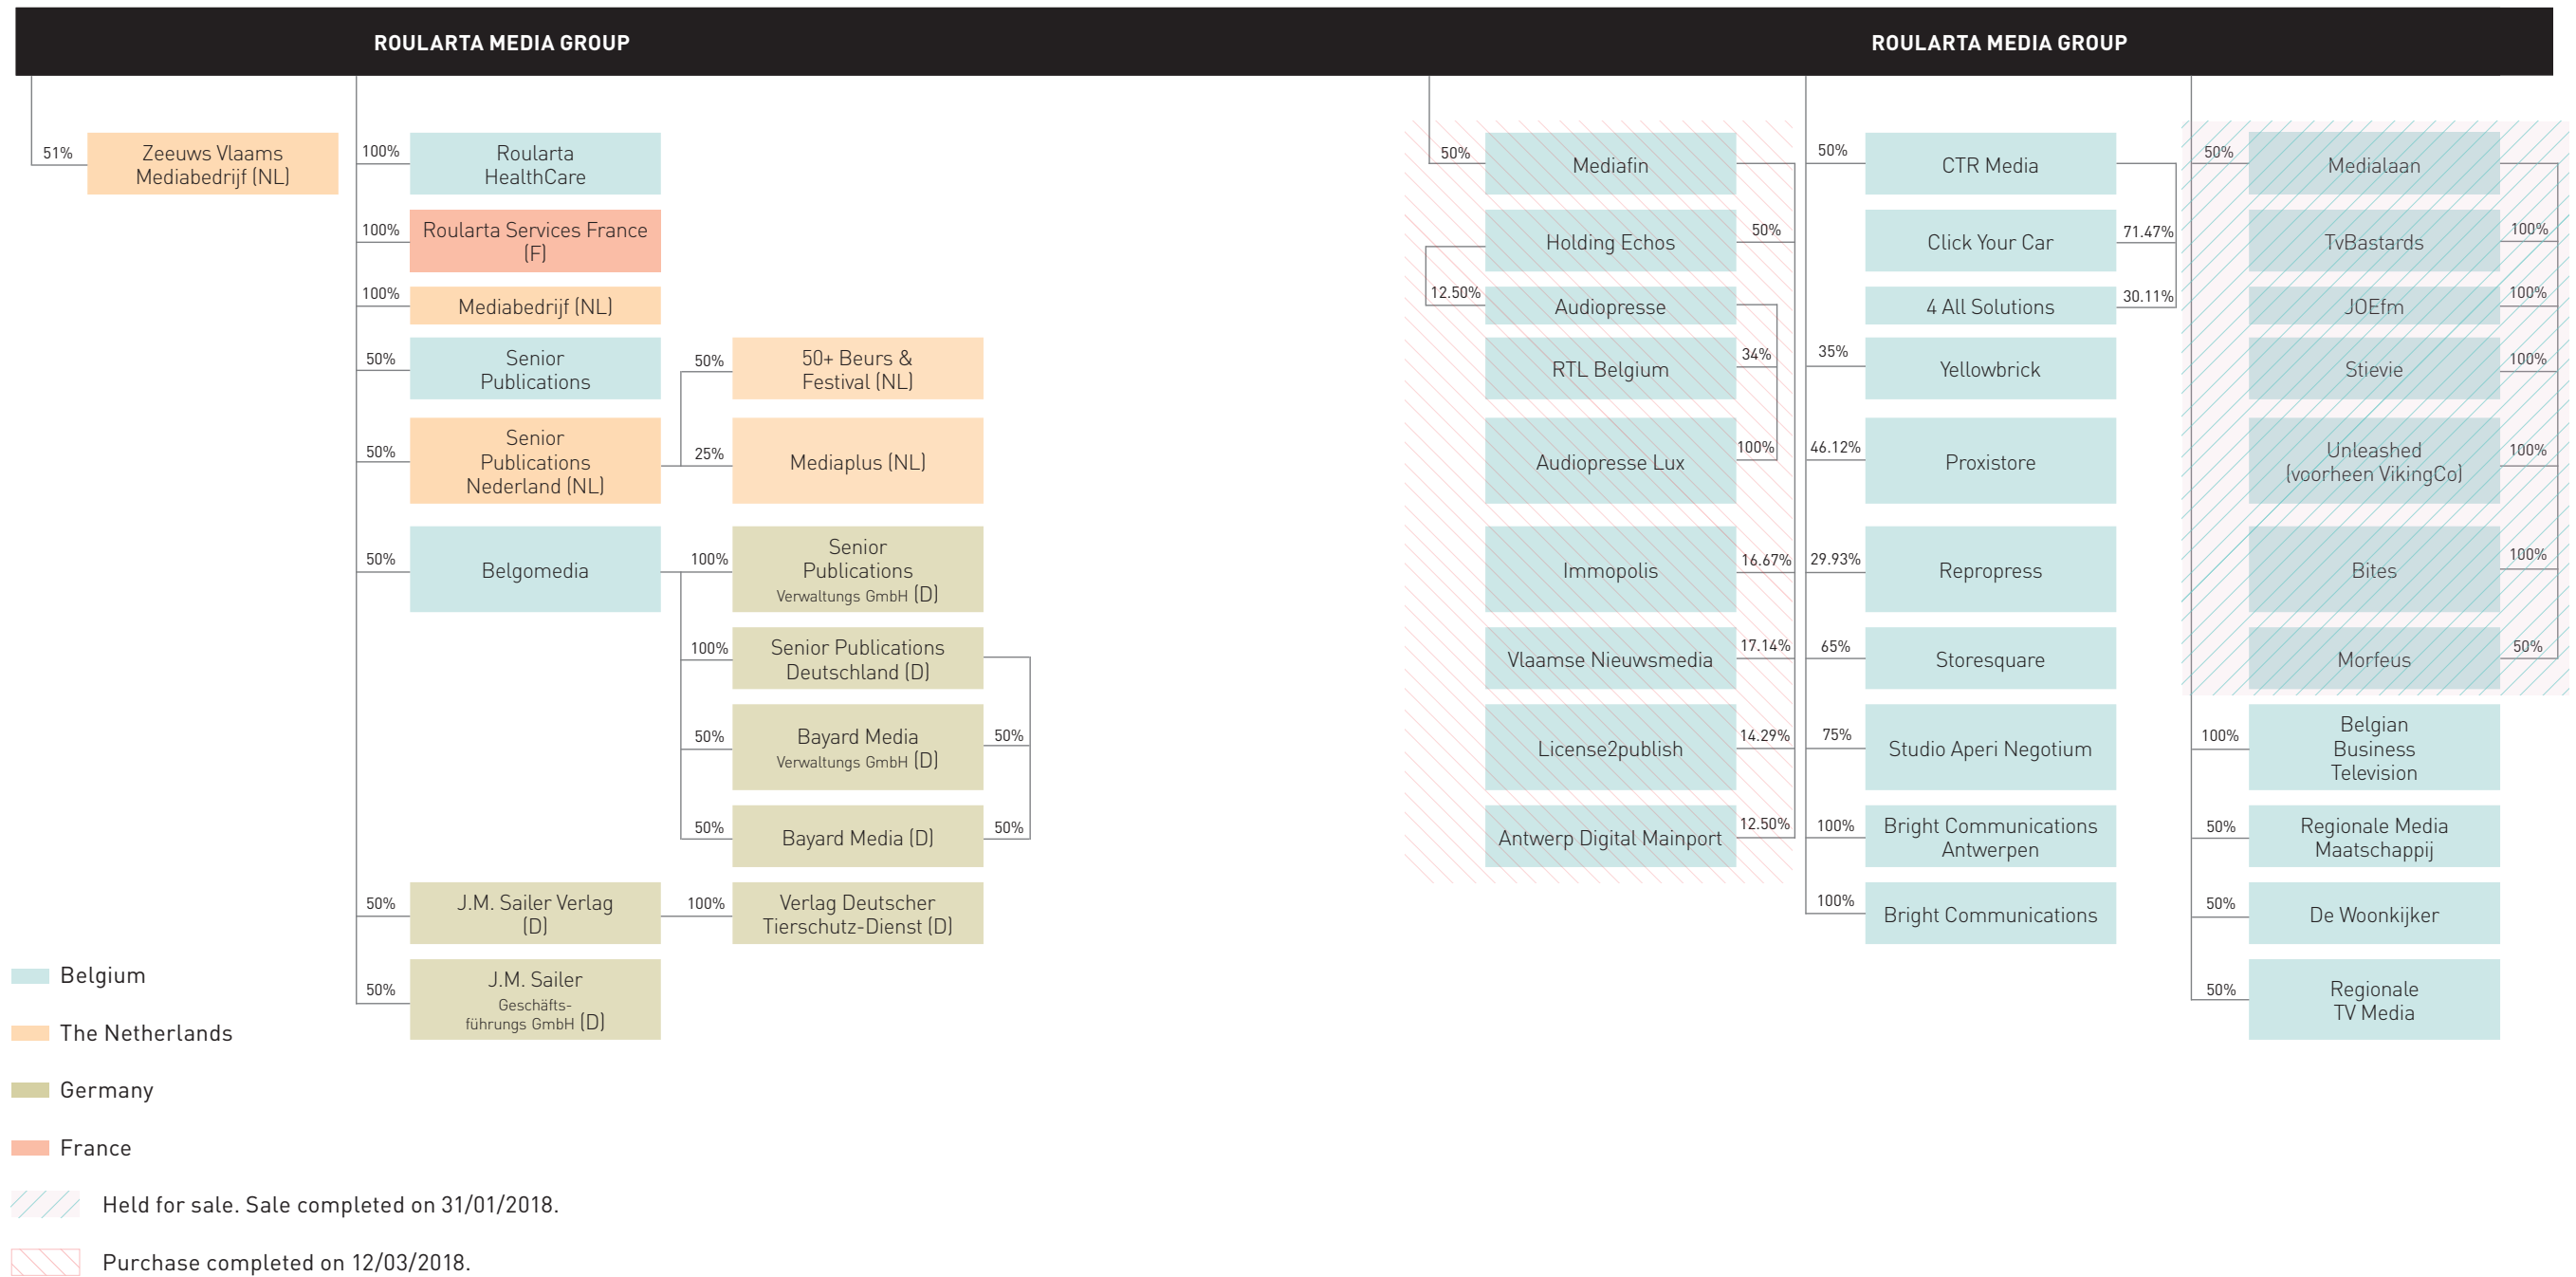 ROULARTA MEDIA GROUP
ROULARTA MEDIA GROUP
51%
Zeeuws Vlaams
Mediabedrijf (NL)
100%
Roularta
HealthCare
100%
Roularta Services France
(F)
100%
Mediabedrijf (NL)
50%
Senior
Publications
50%
Senior
Publications
Nederland (NL)
50%
50+ Beurs &
Festival (NL)
25%
Mediaplus (NL)
50%
Belgomedia
100%
Senior
Publications
Verwaltungs GmbH (D)
100%
Senior Publications
Deutschland (D)
50%
Bayard Media
Verwaltungs GmbH (D)
50%
50%
Bayard Media (D)
50%
50%
J.M. Sailer Verlag
(D)
100%
Verlag Deutscher
Tierschutz-Dienst (D)
50%
J.M. Sailer
Geschäfts-
führungs GmbH (D)
50%
Mediafin
Holding Echos
50%
12.50%
Audiopresse
RTL Belgium
34%
Audiopresse Lux
100%
Immopolis
16.67%
Vlaamse Nieuwsmedia
17.14%
License2publish
14.29%
Antwerp Digital Mainport
12.50%
50%
CTR Media
Click Your Car
71.47%
4 All Solutions
30.11%
35%
Yellowbrick
46.12%
Proxistore
29.93%
Repropress
65%
Storesquare
75%
Studio Aperi Negotium
100%
Bright Communications
Antwerpen
100%
Bright Communications
50%
Medialaan
TvBastards
100%
JOEfm
100%
Stievie
100%
Unleashed
(voorheen VikingCo)
100%
Bites
100%
Morfeus
50%
100%
Belgian
Business
Television
50%
Regionale Media
Maatschappij
50%
De Woonkijker
50%
Regionale
TV Media
Belgium
The Netherlands
Germany
France
Held for sale. Sale completed on 31/01/2018.
Purchase completed on 12/03/2018.